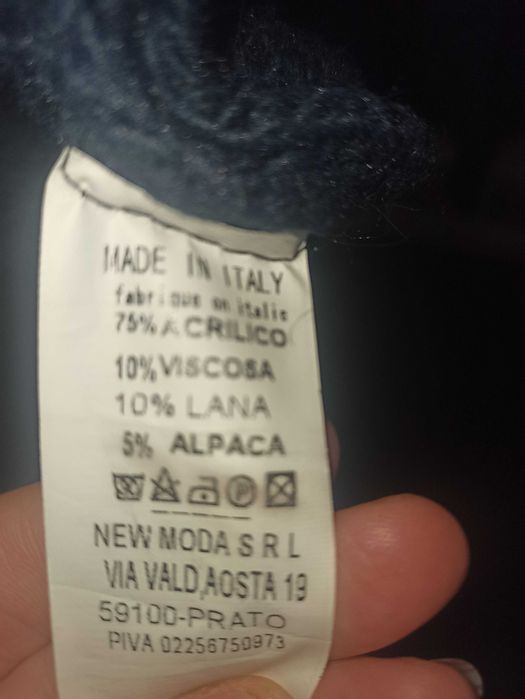 MADE IN ITALY
fabrique en italie
75% ACRILICO
10% VISCOSA
10% LANA
5% ALPACA
P
NEW MODA S R L
VIA VALD,AOSTA 19
59100-PRATO
PIVA 02256750973